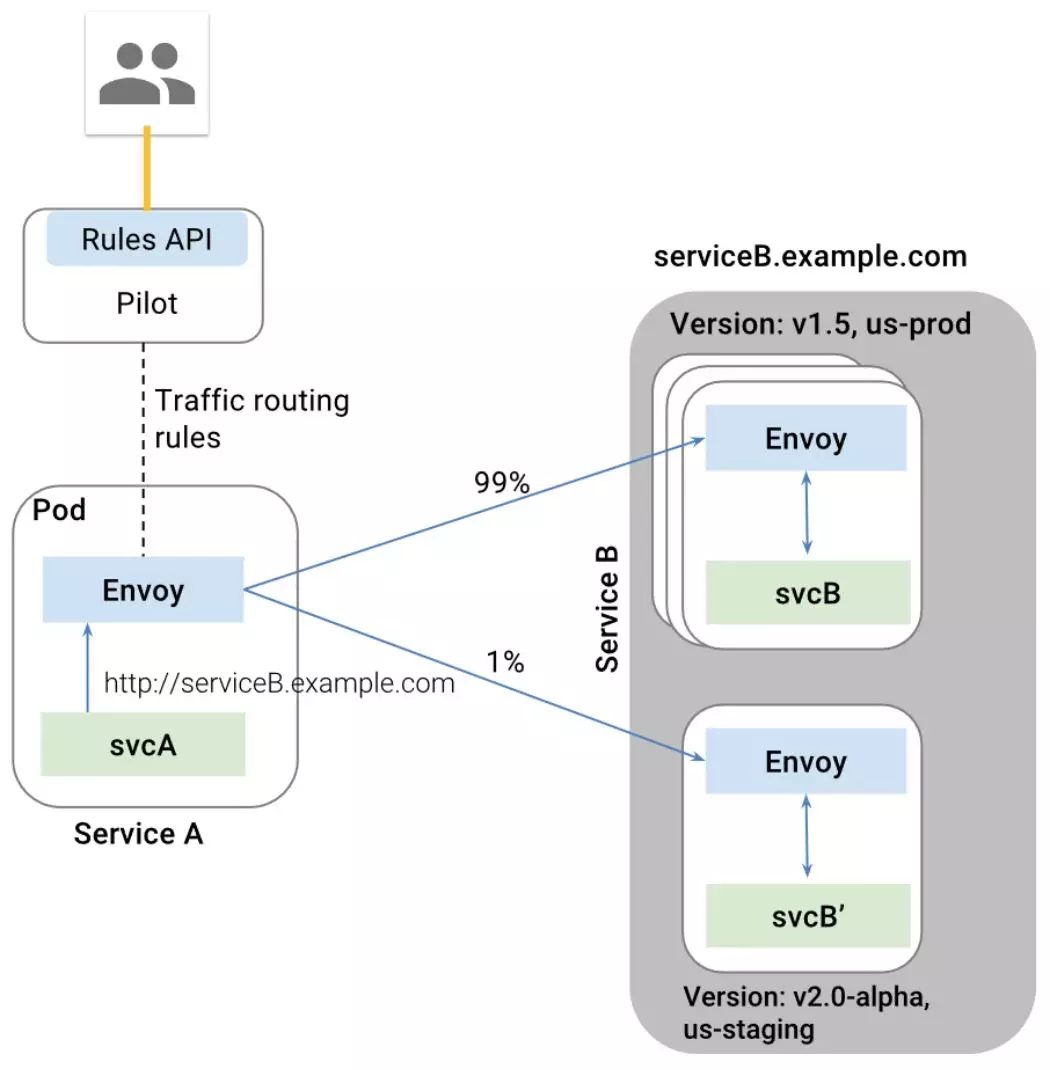 Rules API
Pilot
Traffic routing
rules
Pod
Envoy
http://serviceB.example.com
svcA
Service A
99%
1%
serviceB.example.com
Version: v1.5, us-prod
Envoy
svcB
Service B
Envoy
svcB’
Version: v2.0-alpha,
us-staging